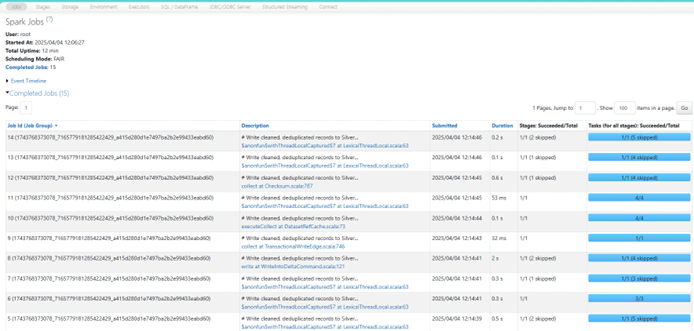 Jobs Stages Storage Environment Executors SQL / DataFrame JDBC/ODBC Server Structured Streaming Connect
Spark Jobs (?)
User: root
Started At: 2025/04/04 12:06:27
Total Uptime: 12 min
Scheduling Mode: FAIR
Completed Jobs: 15
Event Timeline
Completed Jobs (15)
Page: 1
1 Pages. Jump to 1 . Show 100 items in a page. Go
Job Id (Job Group) Description Submitted Duration Stages: Succeeded/Total Tasks (for all stages): Succeeded/Total
14 (1743768373078_7165779181285422429_a415d280d1e7497ba2b2e99433eabd60) # Write cleaned, deduplicated records to Silver... 2025/04/04 12:14:46 0.2 s 1/1 (2 skipped) 1/1 (5 skipped)
$anonfun$withThreadLocalCaptured$7 at LexicalThreadLocal.scala:63
13 (1743768373078_7165779181285422429_a415d280d1e7497ba2b2e99433eabd60) # Write cleaned, deduplicated records to Silver... 2025/04/04 12:14:46 0.1 s 1/1 (1 skipped) 1/1 (4 skipped)
$anonfun$withThreadLocalCaptured$7 at LexicalThreadLocal.scala:63
12 (1743768373078_7165779181285422429_a415d280d1e7497ba2b2e99433eabd60) # Write cleaned, deduplicated records to Silver... 2025/04/04 12:14:45 0.6 s 1/1 (1 skipped) 1/1 (4 skipped)
collect at Checksum.scala:787
11 (1743768373078_7165779181285422429_a415d280d1e7497ba2b2e99433eabd60) # Write cleaned, deduplicated records to Silver... 2025/04/04 12:14:45 53 ms 1/1 4/4
$anonfun$withThreadLocalCaptured$7 at LexicalThreadLocal.scala:63
10 (1743768373078_7165779181285422429_a415d280d1e7497ba2b2e99433eabd60) # Write cleaned, deduplicated records to Silver... 2025/04/04 12:14:44 0.1 s 1/1 4/4
executeCollect at DatasetRefCache.scala:73
9 (1743768373078_7165779181285422429_a415d280d1e7497ba2b2e99433eabd60) # Write cleaned, deduplicated records to Silver... 2025/04/04 12:14:43 32 ms 1/1 1/1
collect at TransactionalWriteEdge.scala:746
8 (1743768373078_7165779181285422429_a415d280d1e7497ba2b2e99433eabd60) # Write cleaned, deduplicated records to Silver... 2025/04/04 12:14:41 2 s 1/1 (2 skipped) 1/1 (4 skipped)
write at WriteIntoDeltaCommand.scala:121
7 (1743768373078_7165779181285422429_a415d280d1e7497ba2b2e99433eabd60) # Write cleaned, deduplicated records to Silver... 2025/04/04 12:14:41 0.5 s 1/1 (1 skipped) 1/1 (3 skipped)
$anonfun$withThreadLocalCaptured$7 at LexicalThreadLocal.scala:63
6 (1743768373078_7165779181285422429_a415d280d1e7497ba2b2e99433eabd60) # Write cleaned, deduplicated records to Silver... 2025/04/04 12:14:41 0.3 s 1/1 3/3
$anonfun$withThreadLocalCaptured$7 at LexicalThreadLocal.scala:63
5 (1743768373078_7165779181285422429_a415d280d1e7497ba2b2e99433eabd60) # Write cleaned, deduplicated records to Silver... 2025/04/04 12:14:39 0.5 s 1/1 (2 skipped) 1/1 (5 skipped)
$anonfun$withThreadLocalCaptured$7 at LexicalThreadLocal.scala:63